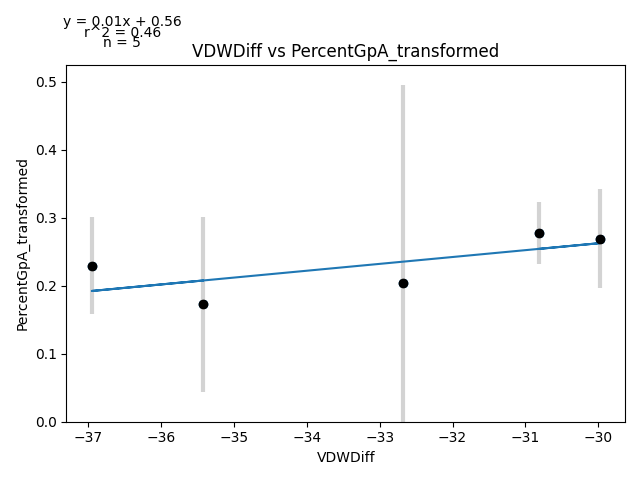 y = 0.01x + 0.56
r^2 = 0.46
n = 5
VDWDiff vs PercentGpA_transformed
PercentGpA_transformed
0.5
0.4
0.3
0.2
0.1
0.0
−37 −36 −35 −34 −33 −32 −31 −30
VDWDiff